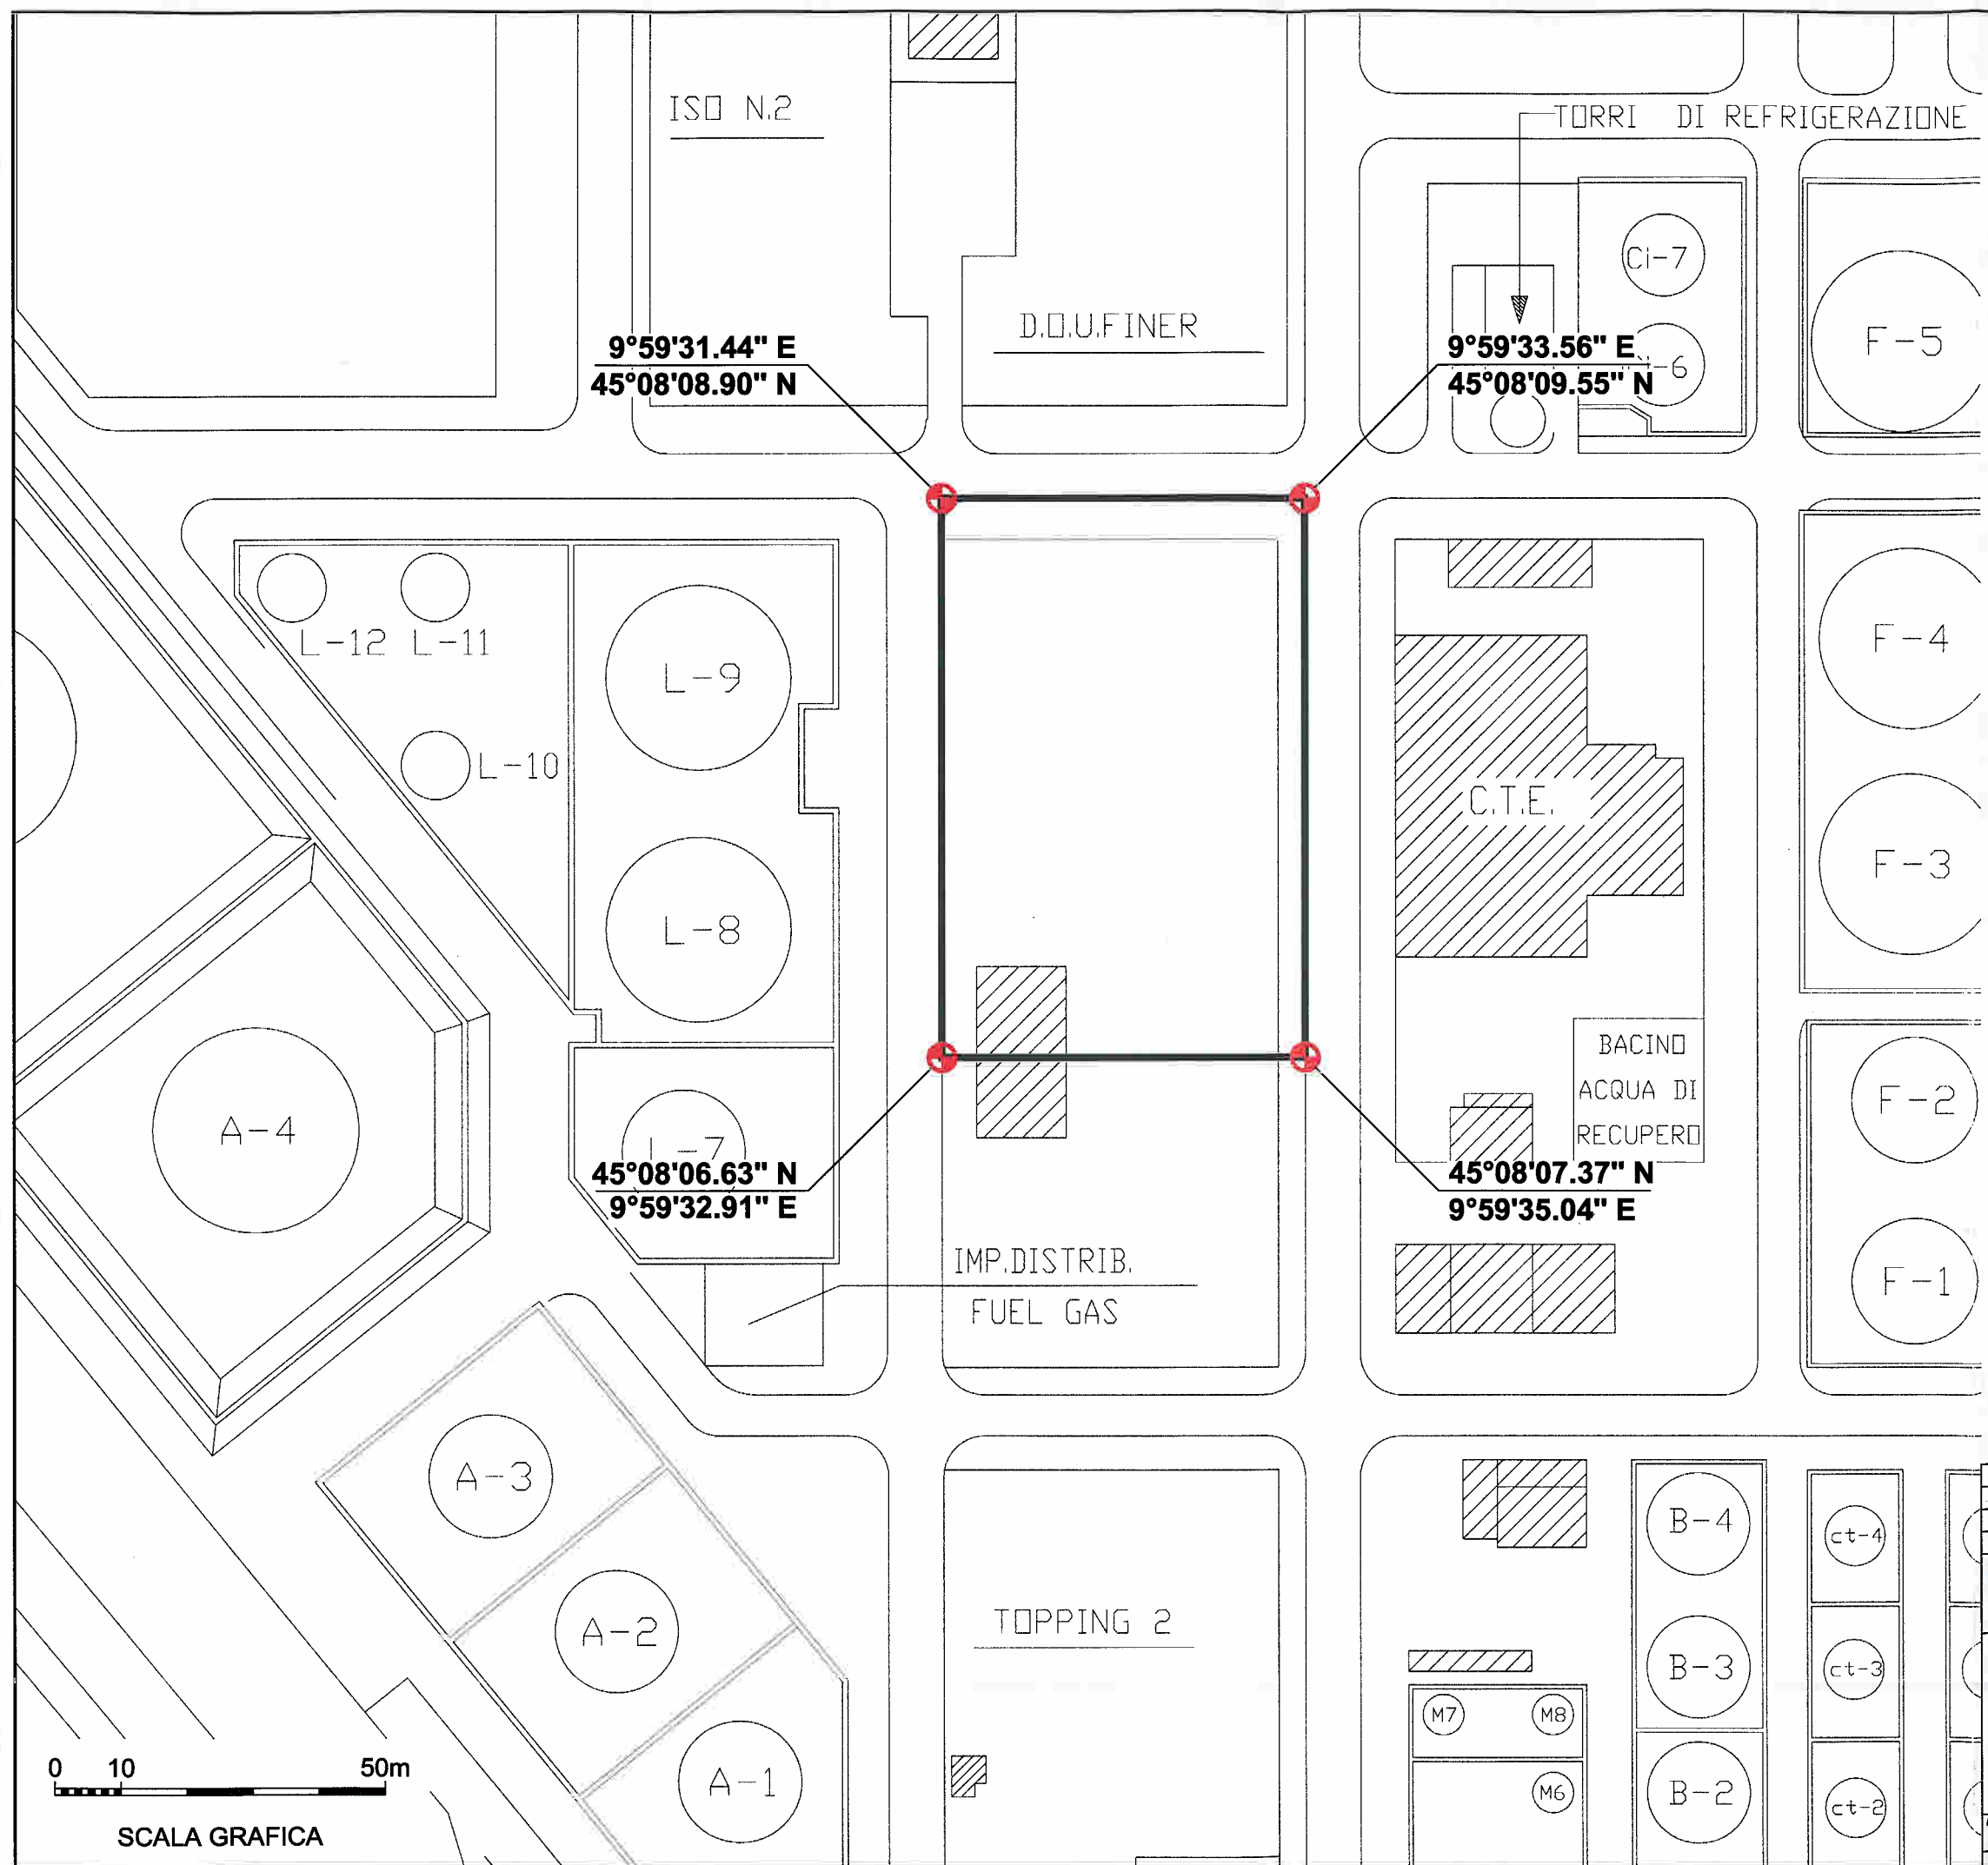 ISO N.2
TORRI DI REFRIGERAZIONE
Ci-7
D.O.U.FINER
F-5
9°59'31.44" E
45°08'08.90" N
9°59'33.56" E
45°08'09.55" N
-6
L-12
L-11
L-9
F-4
L-10
C.T.E.
F-3
L-8
BACINO
ACQUA DI
RECUPERO
A-4
F-2
L-7
45°08'06.63" N
9°59'32.91" E
45°08'07.37" N
9°59'35.04" E
IMP.DISTRIB.
FUEL GAS
F-1
A-3
B-4
ct-4
A-2
TOPPING 2
B-3
ct-3
M7
M8
A-1
M6
B-2
ct-2
0 10 50m
SCALA GRAFICA